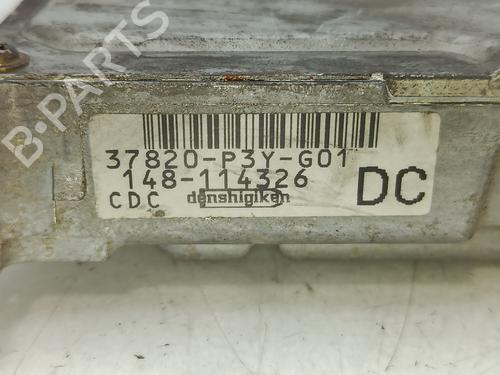 B-PARTS
37820-P3Y-G01
148-114326
CDC denshigiken DC